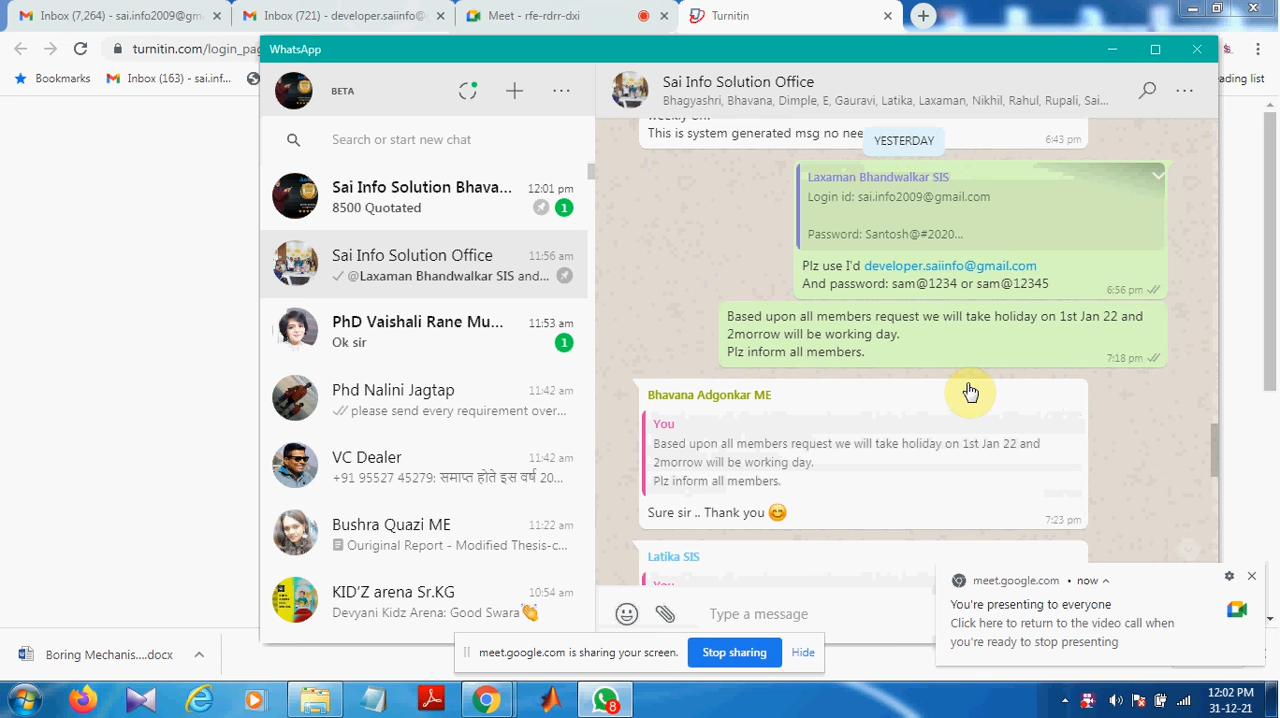 Inbox (7,264) - sai.info2009@gm
Inbox (721) - developer.saiinfo@
Meet - rfe-rdrr-dxi
Turnitin
turnitin.com/login_pag
Bookmarks
Inbox (163) - sai.inf...
ading list
WhatsApp
BETA
Search or start new chat
Sai Info Solution Bhava...
12:01 pm
8500 Quotated
1
Sai Info Solution Office
11:56 am
@Laxaman Bhandwalkar SIS and...
PhD Vaishali Rane Mu...
11:53 am
Ok sir
1
Phd Nalini Jagtap
11:42 am
please send every requirement over...
VC Dealer
11:42 am
+91 95527 45279: समाप्त होते इस वर्ष 20...
Bushra Quazi ME
11:22 am
Ouriginal Report - Modified Thesis-c...
KID'Z arena Sr.KG
10:54 am
Devyani Kidz Arena: Good Swara👏
Sai Info Solution Office
Bhagyashri, Bhavana, Dimple, E, Gauravi, Latika, Laxaman, Nikhil, Rahul, Rupali, Sai...
This is system generated msg no nee
6:43 pm
YESTERDAY
Laxaman Bhandwalkar SIS
Login id: sai.info2009@gmail.com
Password: Santosh@#2020...
Plz use I'd developer.saiinfo@gmail.com
And password: sam@1234 or sam@12345
6:56 pm
Based upon all members request we will take holiday on 1st Jan 22 and
2morrow will be working day.
Plz inform all members.
7:18 pm
Bhavana Adgonkar ME
You
Based upon all members request we will take holiday on 1st Jan 22 and
2morrow will be working day.
Plz inform all members.
Sure sir .. Thank you 😊
7:23 pm
Latika SIS
You
Type a message
meet.google.com • now
You're presenting to everyone
Click here to return to the video call when
you're ready to stop presenting
meet.google.com is sharing your screen.
Stop sharing
Hide
Boring Mechanis....docx
8
12:02 PM
31-12-21